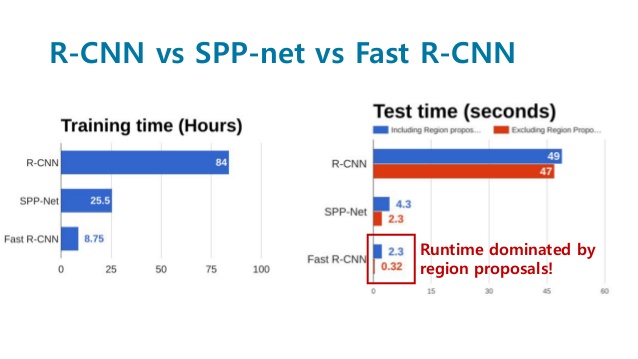 R-CNN vs SPP-net vs Fast R-CNN
Training time (Hours)
R-CNN
84
SPP-Net
25.5
Fast R-CNN
8.75
0 25 50 75 100
Test time (seconds)
Including Region propos... Excluding Region Propo...
R-CNN
49
47
SPP-Net
4.3
2.3
Fast R-CNN
2.3
0.32
Runtime dominated by
region proposals!
0 15 30 45 60